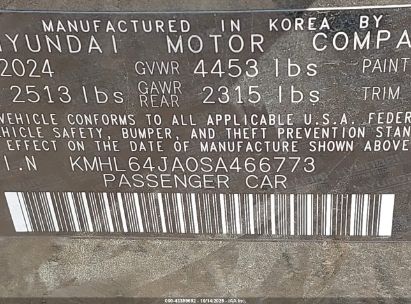 MANUFACTURED IN KOREA BY
HYUNDAI MOTOR COMPA
2024 GVWR 4453 lbs PAINT
2513 lbs GAWR REAR 2315 lbs TRIM
VEHICLE CONFORMS TO ALL APPLICABLE U.S.A. FEDER
VEHICLE SAFETY, BUMPER, AND THEFT PREVENTION STAN
EFFECT ON THE DATE OF MANUFACTURE SHOWN ABOVE
I.N KMHL64JA0SA466773
PASSENGER CAR